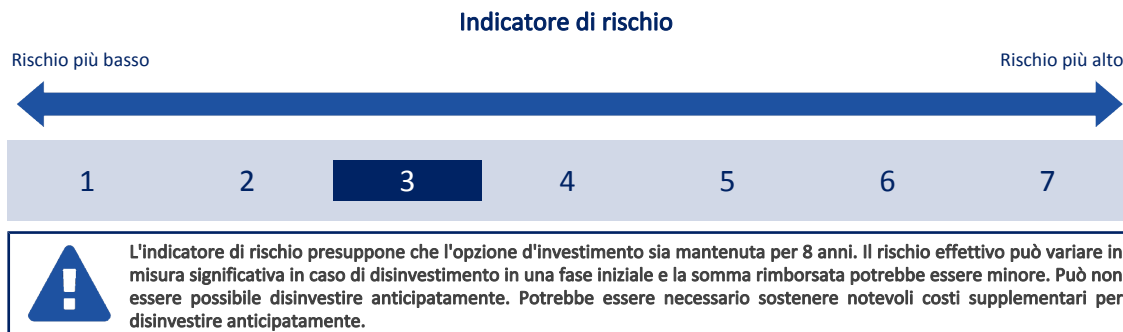 Indicatore di rischio
Rischio più basso
Rischio più alto
1 2 3 4 5 6 7
L'indicatore di rischio presuppone che l'opzione d'investimento sia mantenuta per 8 anni. Il rischio effettivo può variare in
misura significativa in caso di disinvestimento in una fase iniziale e la somma rimborsata potrebbe essere minore. Può non
essere possibile disinvestire anticipatamente. Potrebbe essere necessario sostenere notevoli costi supplementari per
disinvestire anticipatamente.